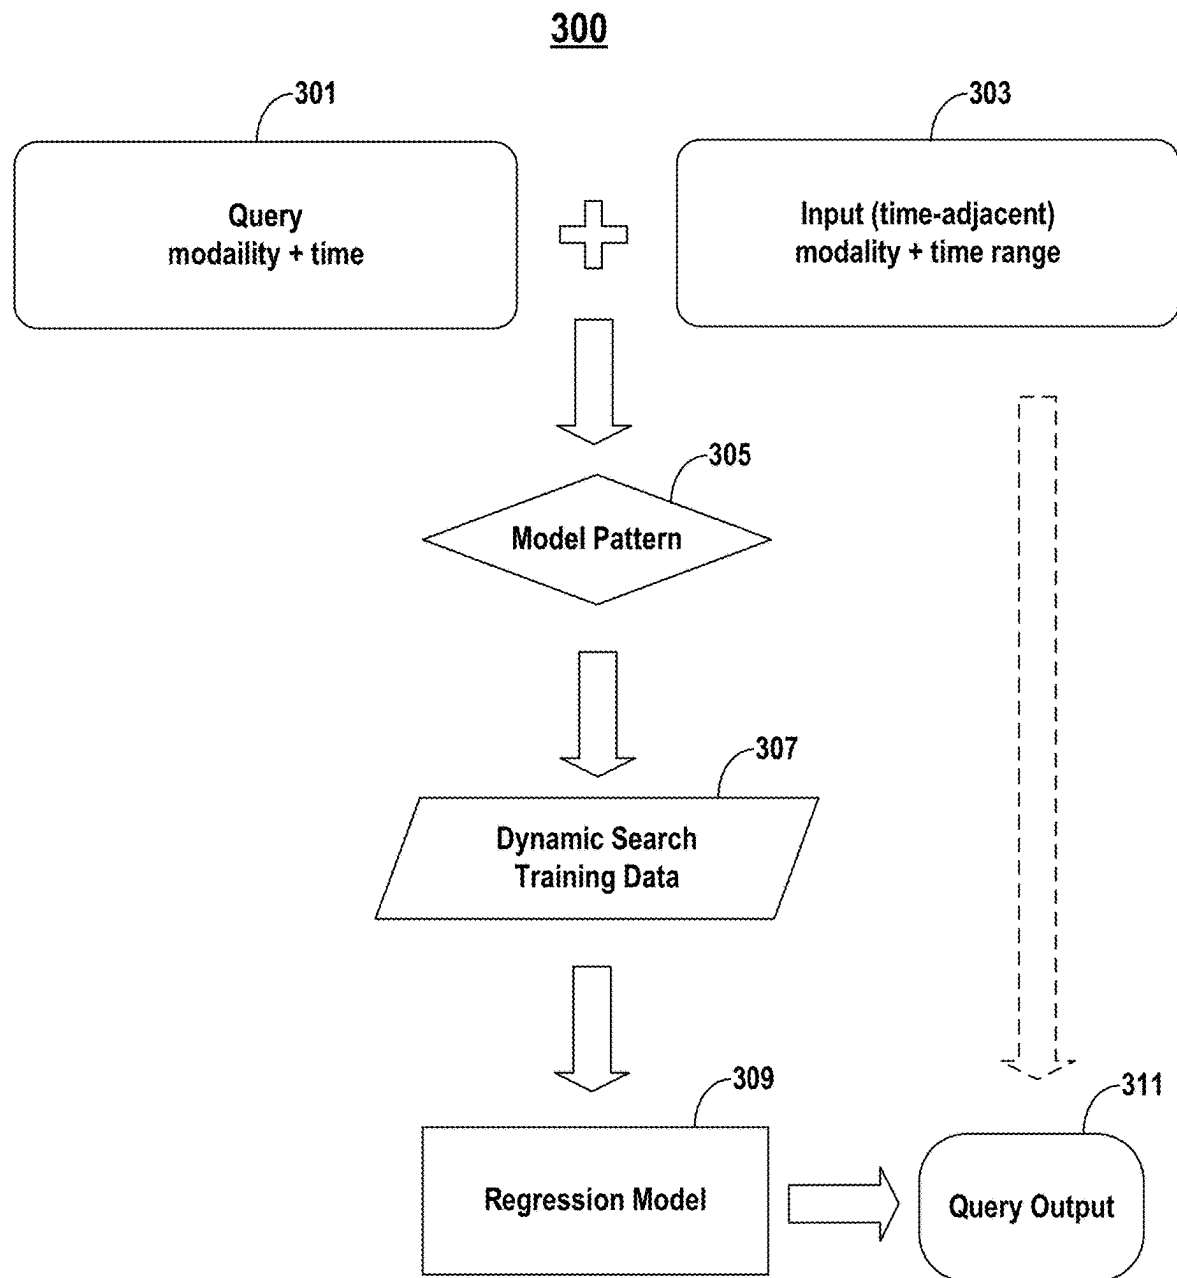 300
301
303
Query
modaility + time
Input (time-adjacent)
modality + time range
305
Model Pattern
307
Dynamic Search
Training Data
309
311
Regression Model
Query Output